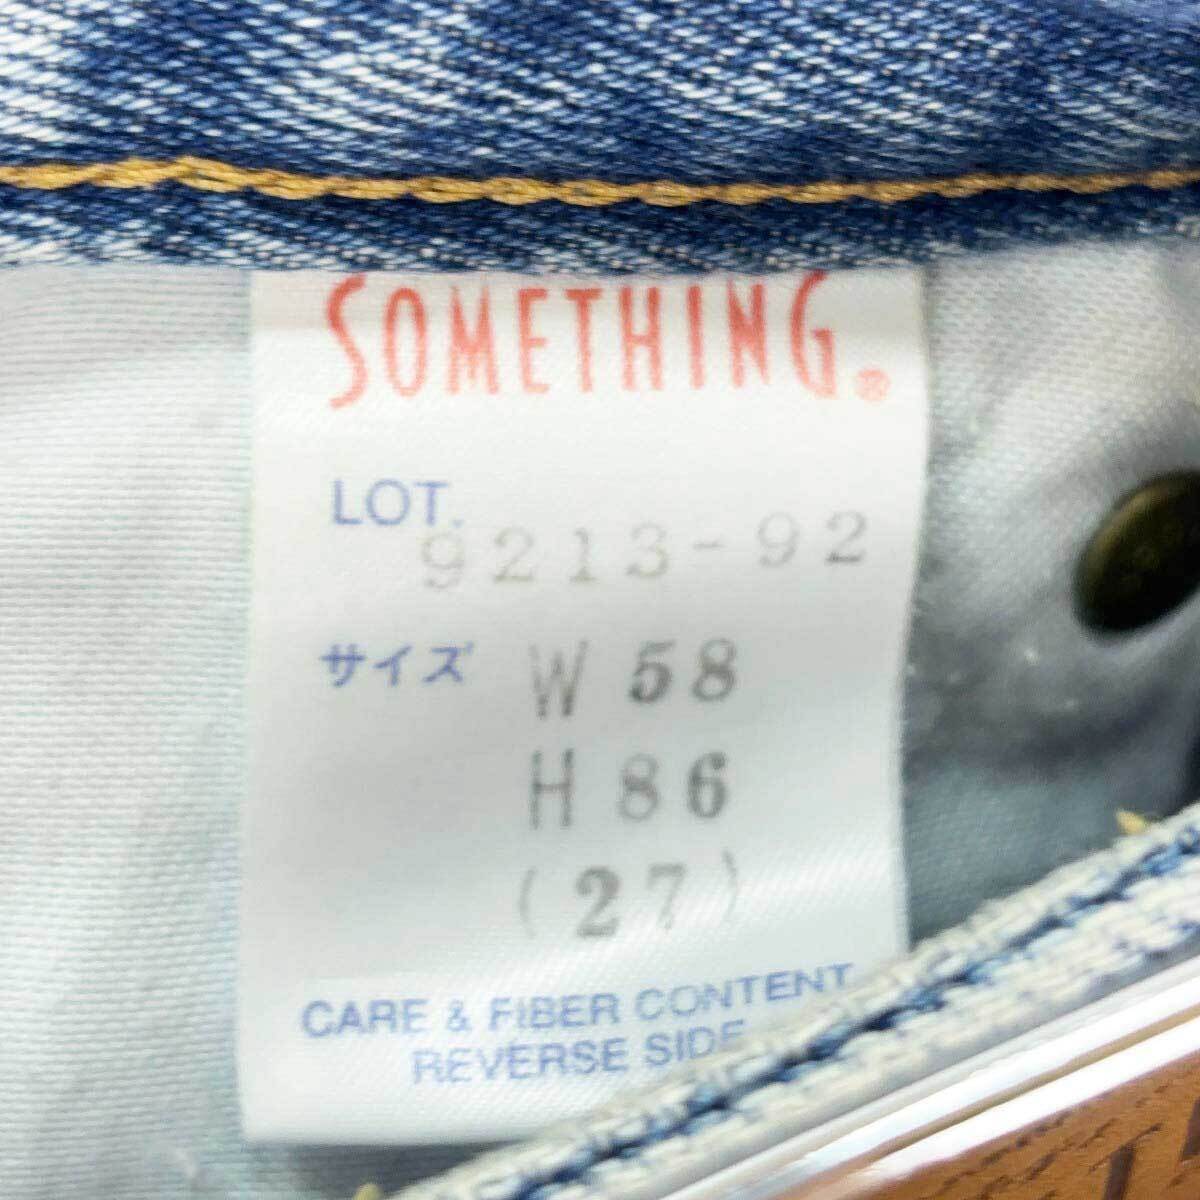 SOMETHING®
LOT. 9213-92
サイズ W 58
H 86
(27)
CARE & FIBER CONTENT
REVERSE SIDE